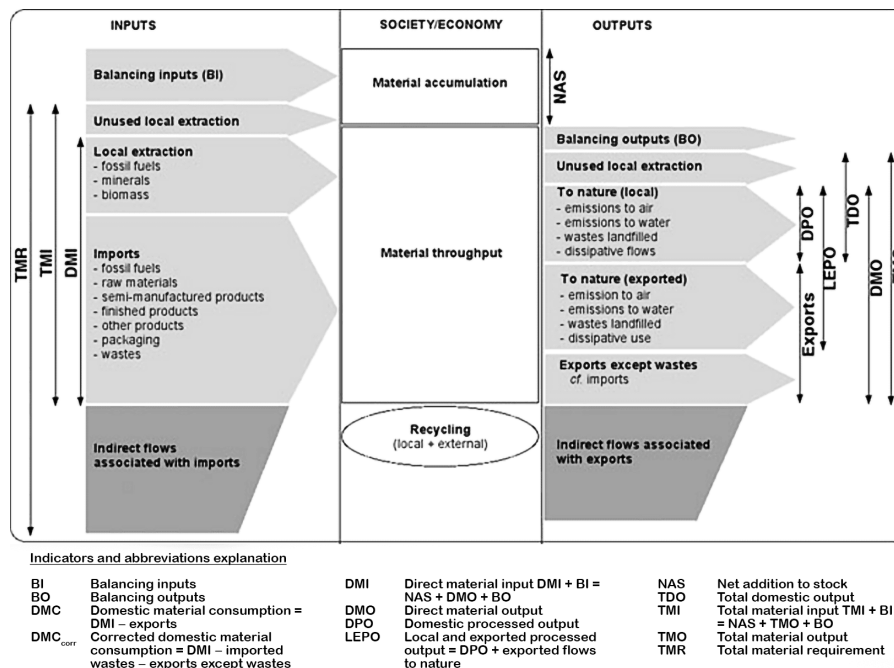 INPUTS
SOCIETY/ECONOMY
OUTPUTS
Balancing inputs (BI)
Unused local extraction
Local extraction
- fossil fuels
- minerals
- biomass
Imports
- fossil fuels
- raw materials
- semi-manufactured products
- finished products
- other products
- packaging
- wastes
Indirect flows
associated with imports
TMR
TMI
DMI
Material accumulation
Material throughput
Recycling
(local + external)
NAS
Balancing outputs (BO)
Unused local extraction
To nature (local)
- emissions to air
- emissions to water
- wastes landfilled
- dissipative flows
To nature (exported)
- emission to air
- emissions to water
- wastes landfilled
- dissipative use
Exports except wastes
cf. imports
Indirect flows associated
with exports
DPO
Exports
LEPO
TDO
DMO
Indicators and abbreviations explanation
BI Balancing inputs
BO Balancing outputs
DMC Domestic material consumption =
DMI – exports
DMCcorr Corrected domestic material
consumption = DMI – imported
wastes – exports except wastes
DMI Direct material input DMI + BI =
NAS + DMO + BO
DMO Direct material output
DPO Domestic processed output
LEPO Local and exported processed
output = DPO + exported flows
to nature
NAS Net addition to stock
TDO Total domestic output
TMI Total material input TMI + BI
= NAS + TMO + BO
TMO Total material output
TMR Total material requirement